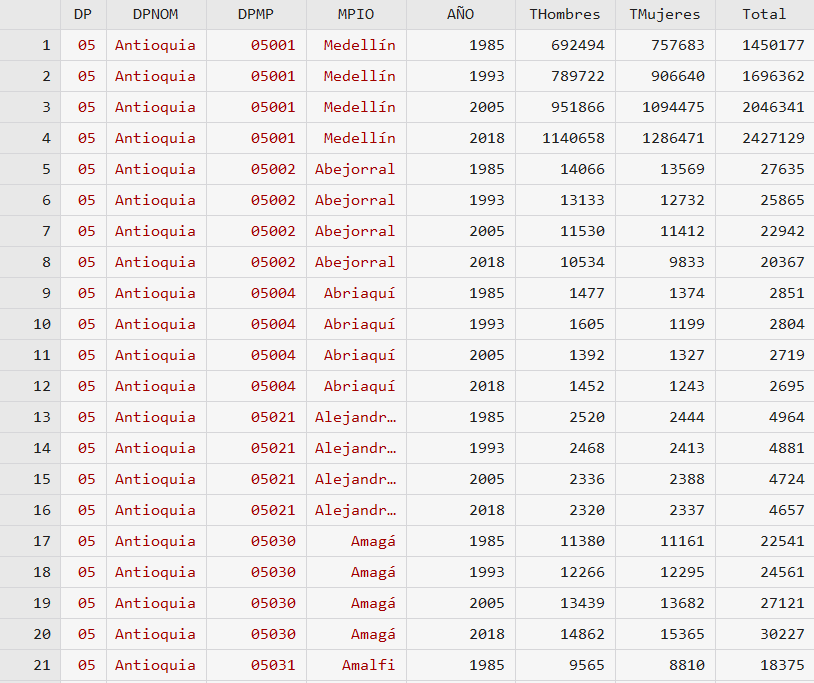 DP DPNOM DPMP MPIO AÑO THombres TMujeres Total
1 05 Antioquia 05001 Medellín 1985 692494 757683 1450177
2 05 Antioquia 05001 Medellín 1993 789722 906640 1696362
3 05 Antioquia 05001 Medellín 2005 951866 1094475 2046341
4 05 Antioquia 05001 Medellín 2018 1140658 1286471 2427129
5 05 Antioquia 05002 Abejorral 1985 14066 13569 27635
6 05 Antioquia 05002 Abejorral 1993 13133 12732 25865
7 05 Antioquia 05002 Abejorral 2005 11530 11412 22942
8 05 Antioquia 05002 Abejorral 2018 10534 9833 20367
9 05 Antioquia 05004 Abriaquí 1985 1477 1374 2851
10 05 Antioquia 05004 Abriaquí 1993 1605 1199 2804
11 05 Antioquia 05004 Abriaquí 2005 1392 1327 2719
12 05 Antioquia 05004 Abriaquí 2018 1452 1243 2695
13 05 Antioquia 05021 Alejandr… 1985 2520 2444 4964
14 05 Antioquia 05021 Alejandr… 1993 2468 2413 4881
15 05 Antioquia 05021 Alejandr… 2005 2336 2388 4724
16 05 Antioquia 05021 Alejandr… 2018 2320 2337 4657
17 05 Antioquia 05030 Amagá 1985 11380 11161 22541
18 05 Antioquia 05030 Amagá 1993 12266 12295 24561
19 05 Antioquia 05030 Amagá 2005 13439 13682 27121
20 05 Antioquia 05030 Amagá 2018 14862 15365 30227
21 05 Antioquia 05031 Amalfi 1985 9565 8810 18375